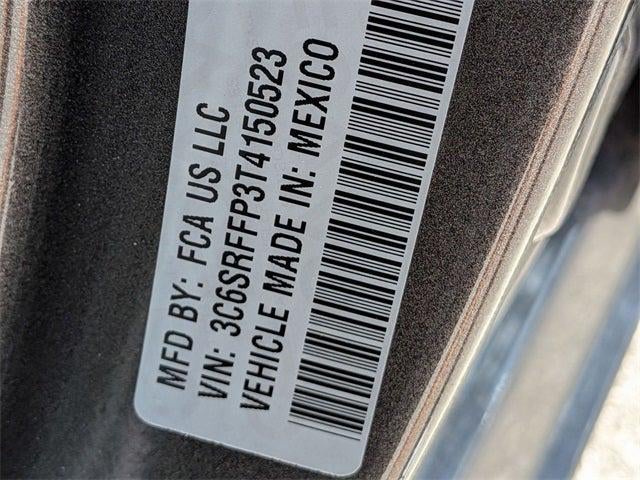 MFD BY: FCA US LLC
VIN: 3C6SRFFP3T4150523
VEHICLE MADE IN: MEXICO